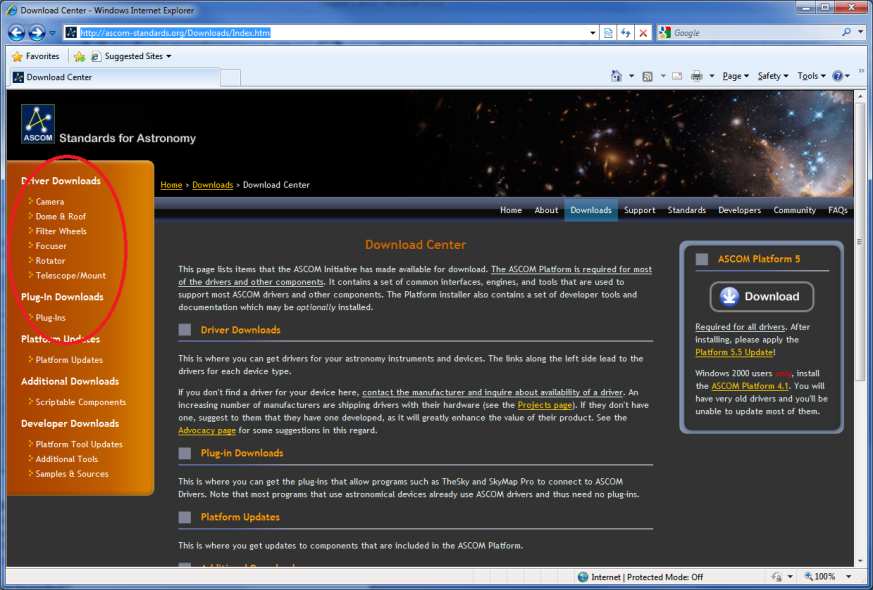 Download Center - Windows Internet Explorer
http://ascom-standards.org/Downloads/Index.htm
Google
Favorites
Suggested Sites
Download Center
Page
Safety
Tools
ASCOM
Standards for Astronomy
Driver Downloads
Camera
Dome & Roof
Filter Wheels
Focuser
Rotator
Telescope/Mount
Plug-In Downloads
Plug-Ins
Platform Updates
Platform Updates
Additional Downloads
Scriptable Components
Developer Downloads
Platform Tool Updates
Additional Tools
Samples & Sources
Home > Downloads > Download Center
Home About Downloads Support Standards Developers Community FAQs
Download Center
This page lists items that the ASCOM Initiative has made available for download. The ASCOM Platform is required for most
of the drivers and other components. It contains a set of common interfaces, engines, and tools that are used to
support most ASCOM drivers and other components. The Platform installer also contains a set of developer tools and
documentation which may be optionally installed.
Driver Downloads
This is where you can get drivers for your astronomy instruments and devices. The links along the left side lead to the
drivers for each device type.
If you don't find a driver for your device here, contact the manufacturer and inquire about availability of a driver. An
increasing number of manufacturers are shipping drivers with their hardware (see the Projects page). If they don't have
one, suggest to them that they have one developed, as it will greatly enhance the value of their product. See the
Advocacy page for some suggestions in this regard.
Plug-in Downloads
This is where you can get the plug-ins that allow programs such as TheSky and SkyMap Pro to connect to ASCOM
Drivers. Note that most programs that use astronomical devices already use ASCOM drivers and thus need no plug-ins.
Platform Updates
This is where you get updates to components that are included in the ASCOM Platform.
ASCOM Platform 5
Download
Required for all drivers. After
installing, please apply the
Platform 5.5 Update!
Windows 2000 users only, install
the ASCOM Platform 4.1. You will
have very old drivers and you'll be
unable to update most of them.
Internet | Protected Mode: Off
100%